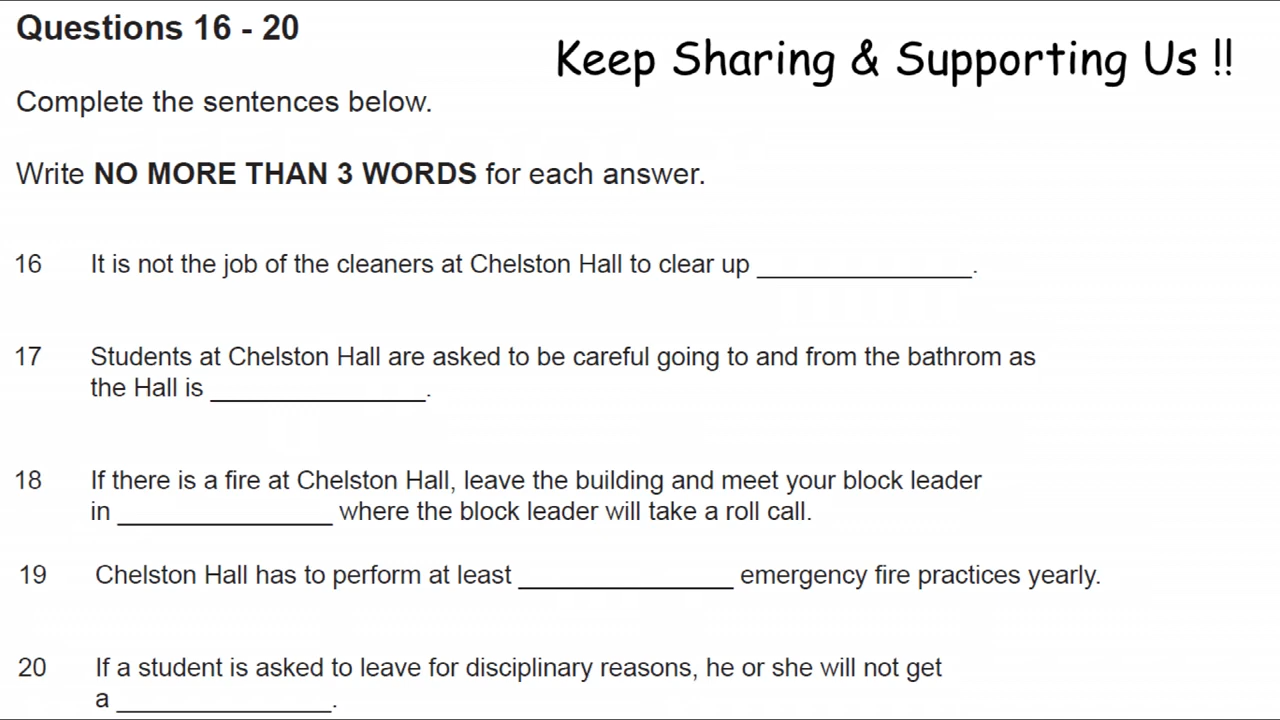 Questions 16 - 20
Keep Sharing & Supporting Us !!
Complete the sentences below.
Write NO MORE THAN 3 WORDS for each answer.
16 It is not the job of the cleaners at Chelston Hall to clear up _______________.
17 Students at Chelston Hall are asked to be careful going to and from the bathrom as
the Hall is _______________.
18 If there is a fire at Chelston Hall, leave the building and meet your block leader
in _______________ where the block leader will take a roll call.
19 Chelston Hall has to perform at least _______________ emergency fire practices yearly.
20 If a student is asked to leave for disciplinary reasons, he or she will not get
a _______________.